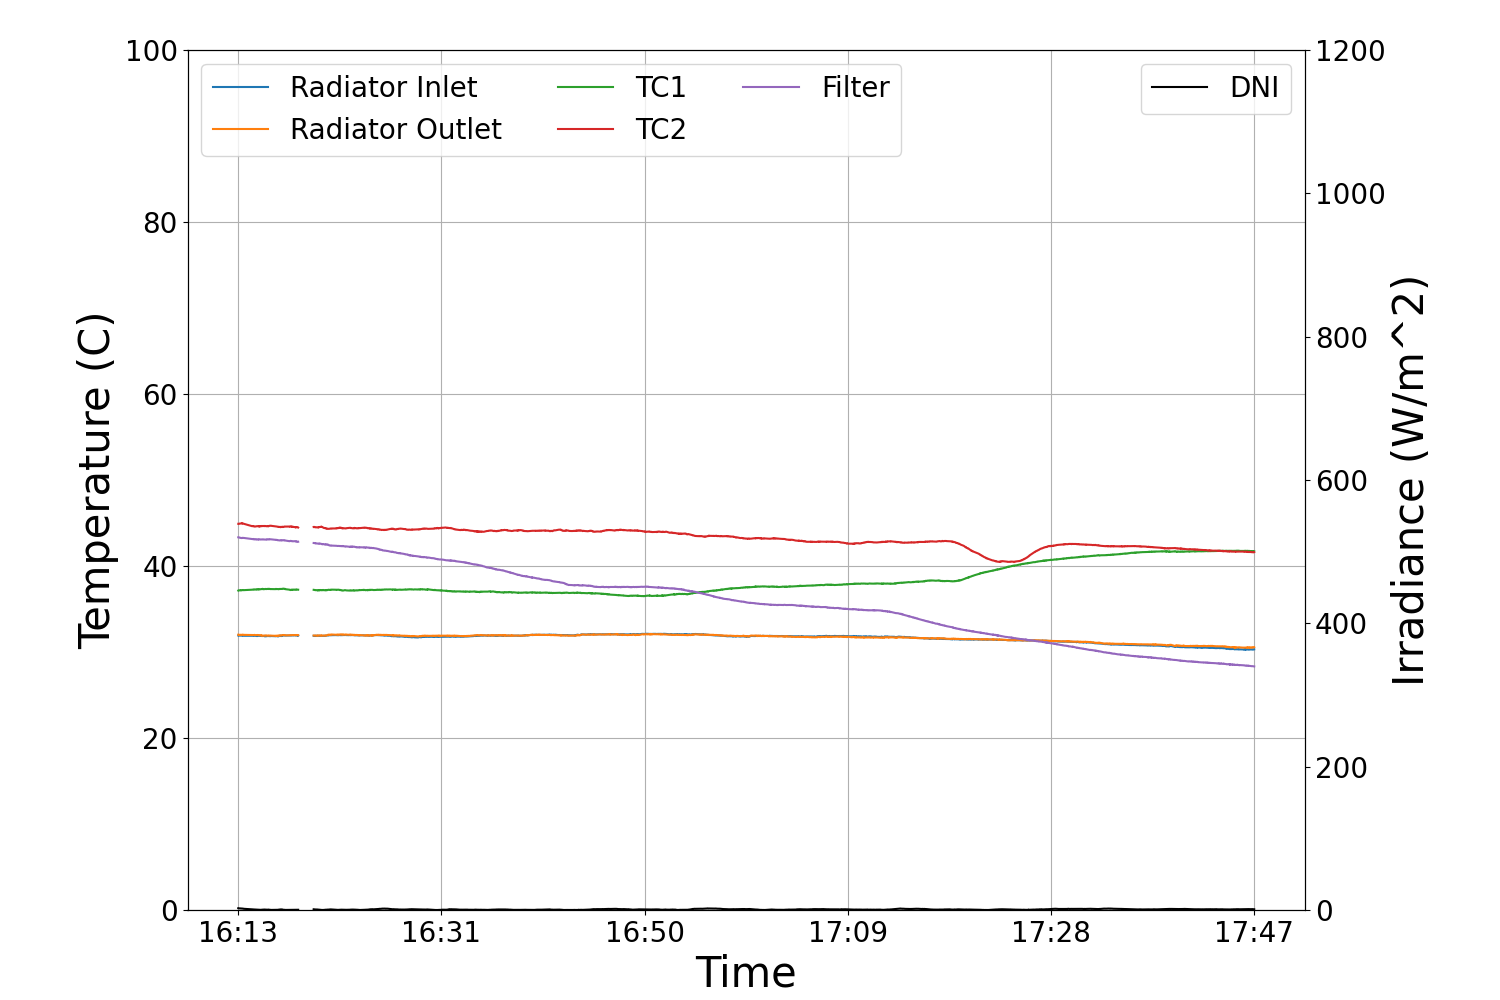 Radiator Inlet
Radiator Outlet
TC1
TC2
Filter
DNI
100
80
60
40
20
0
Temperature (C)
1200
1000
800
600
400
200
0
Irradiance (W/m^2)
16:13 16:31 16:50 17:09 17:28 17:47
Time